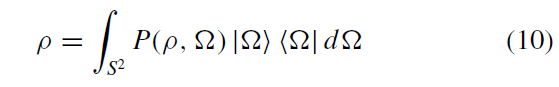 ρ = ∫_{S²} P(ρ, Ω) |Ω⟩ ⟨Ω| dΩ (10)